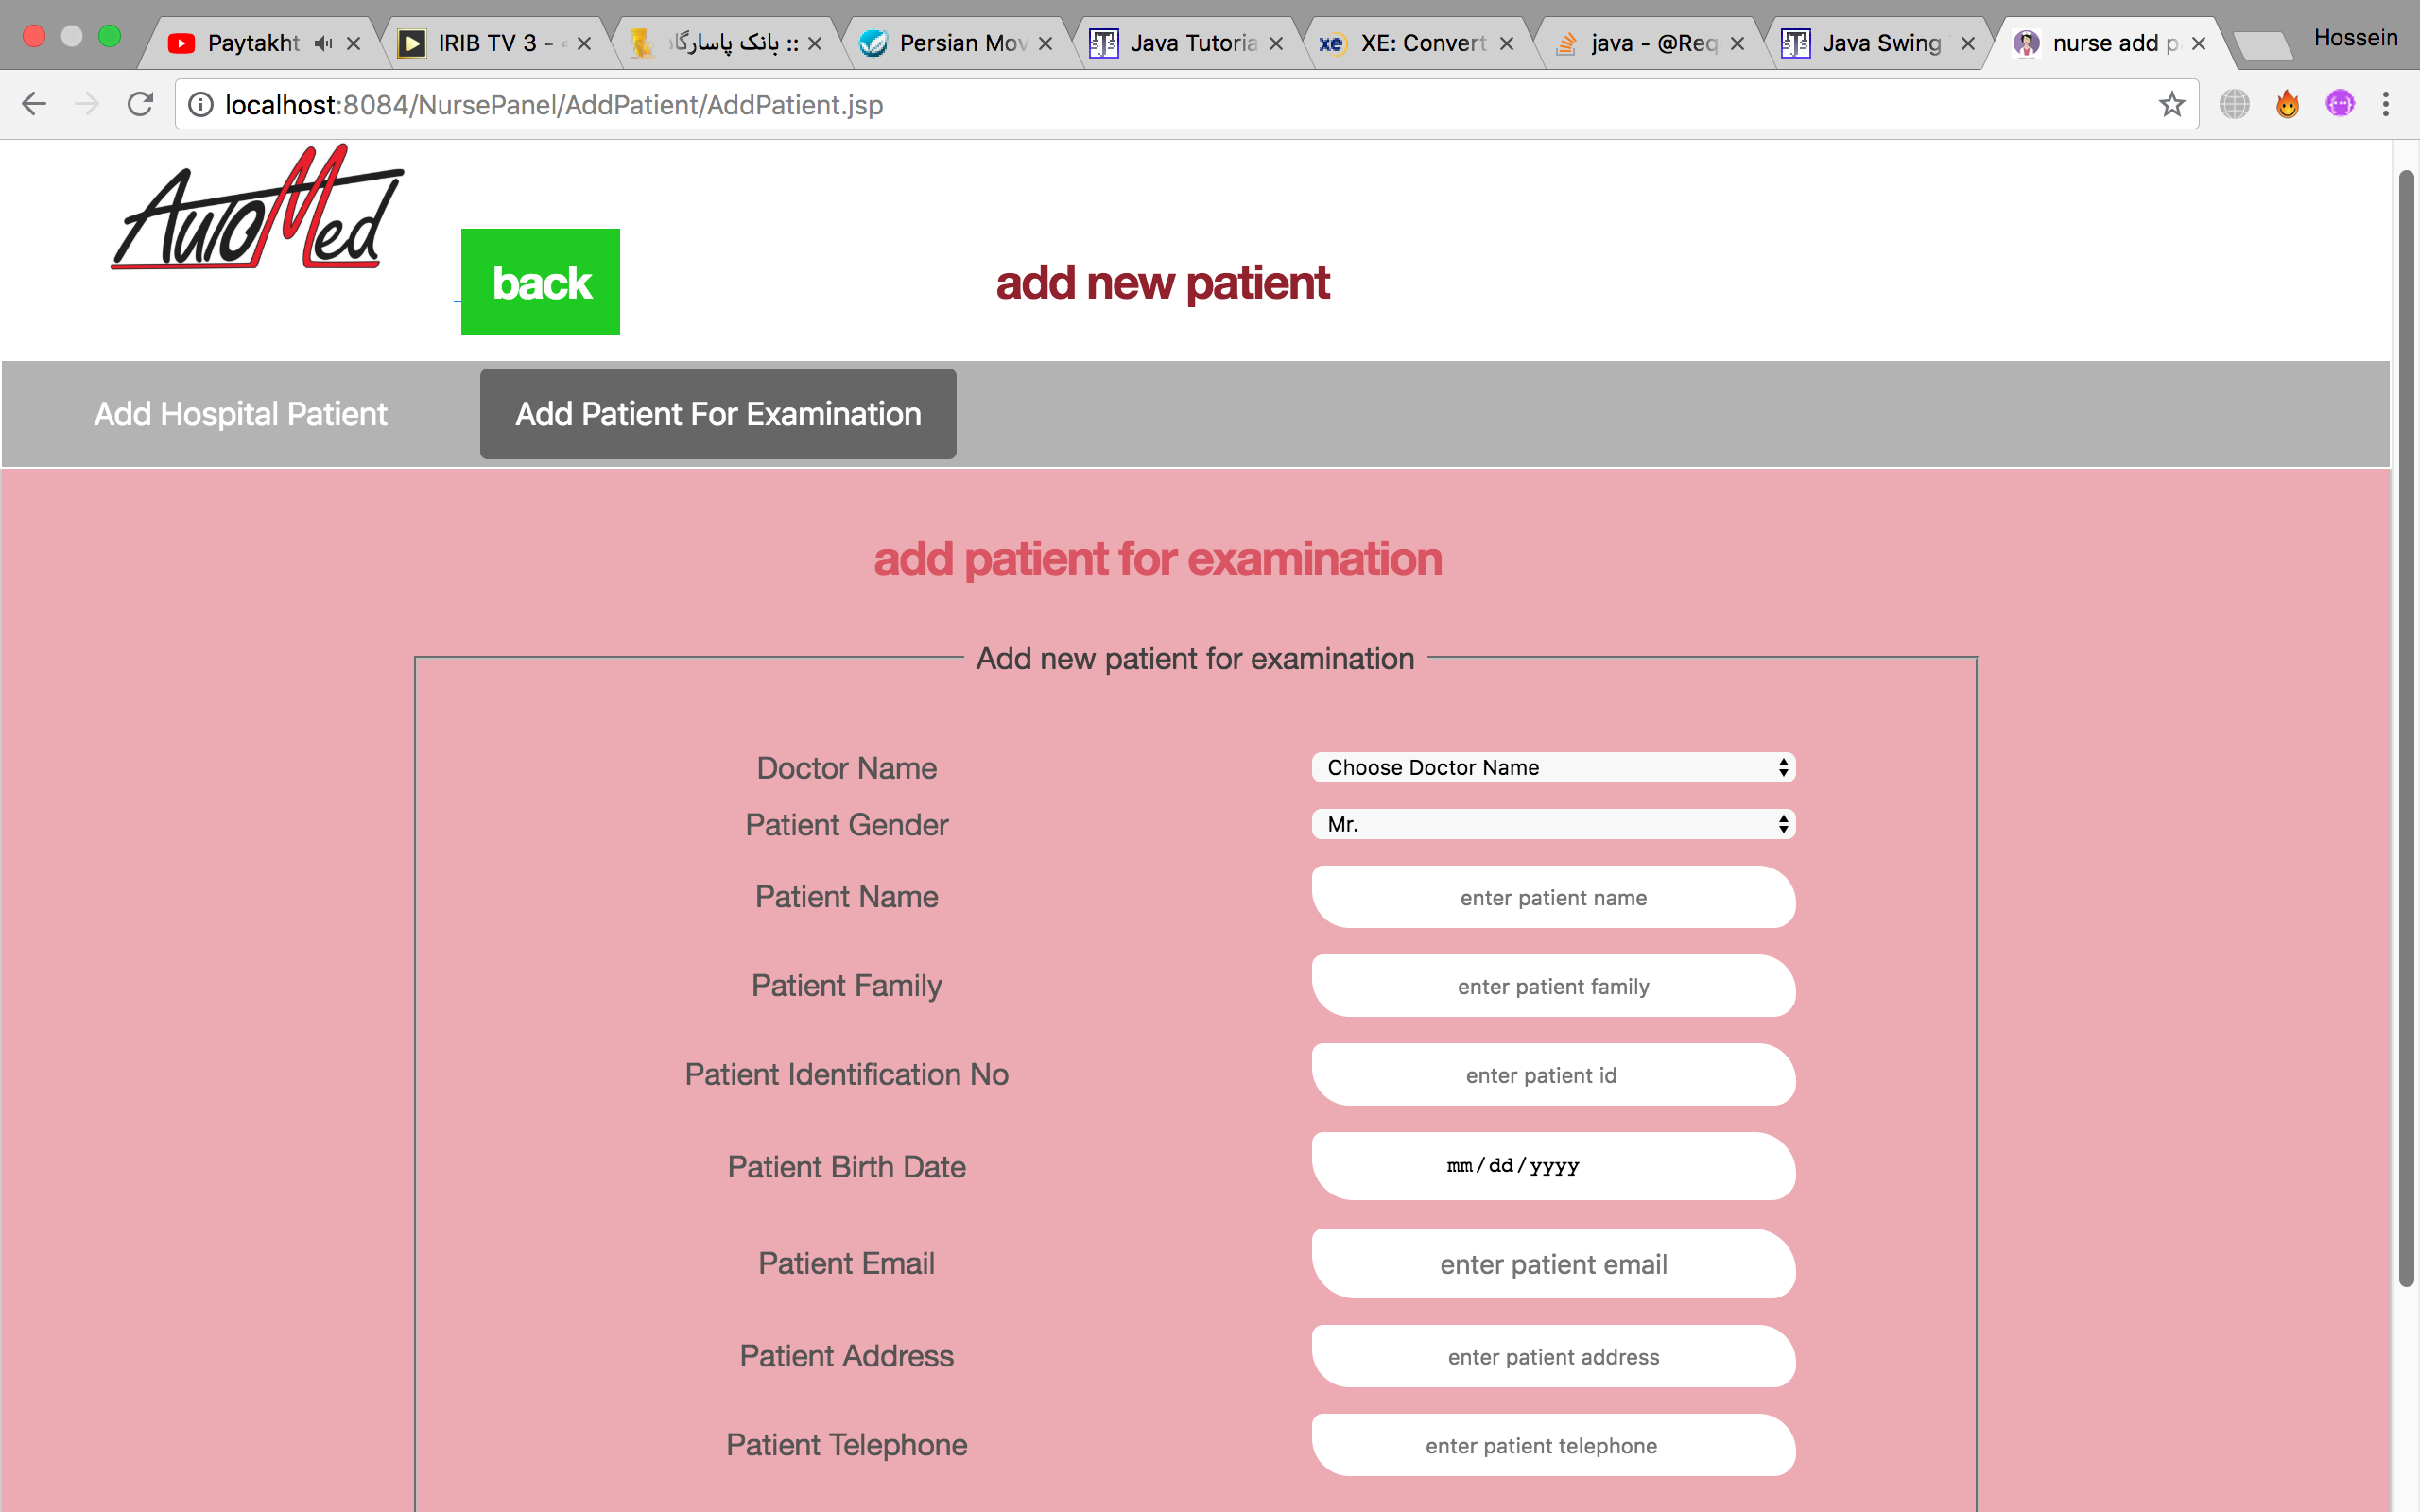 Paytakht
IRIB TV 3 -
:: بانک پاسارگاد
Persian Mov
Java Tutoria
XE: Convert
java - @Req
Java Swing
nurse add p
Hossein
localhost:8084/NursePanel/AddPatient/AddPatient.jsp
AutoMed
back
add new patient
Add Hospital Patient
Add Patient For Examination
add patient for examination
Add new patient for examination
Doctor Name
Choose Doctor Name
Patient Gender
Mr.
Patient Name
enter patient name
Patient Family
enter patient family
Patient Identification No
enter patient id
Patient Birth Date
mm/dd/yyyy
Patient Email
enter patient email
Patient Address
enter patient address
Patient Telephone
enter patient telephone